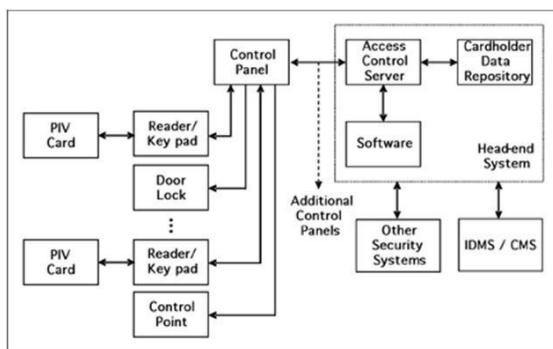 Control
Panel
Access
Control
Server
Cardholder
Data
Repository
PIV
Card
Reader/
Key pad
Software
Head-end
System
Door
Lock
Additional
Control
Panels
Other
Security
Systems
IDMS / CMS
PIV
Card
Reader/
Key pad
Control
Point